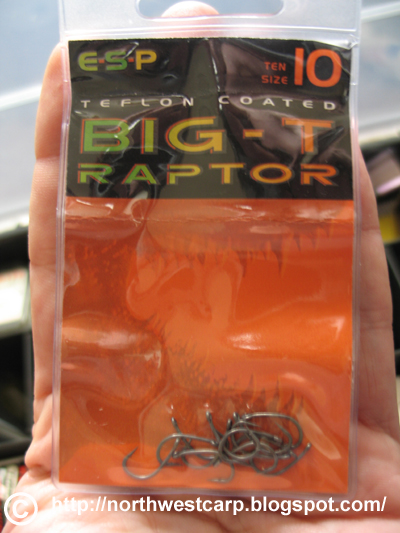 E·S·P
TEN
SIZE 10
TEFLON COATED
BIG-T
RAPTOR
© http://northwestcarp.blogspot.com/